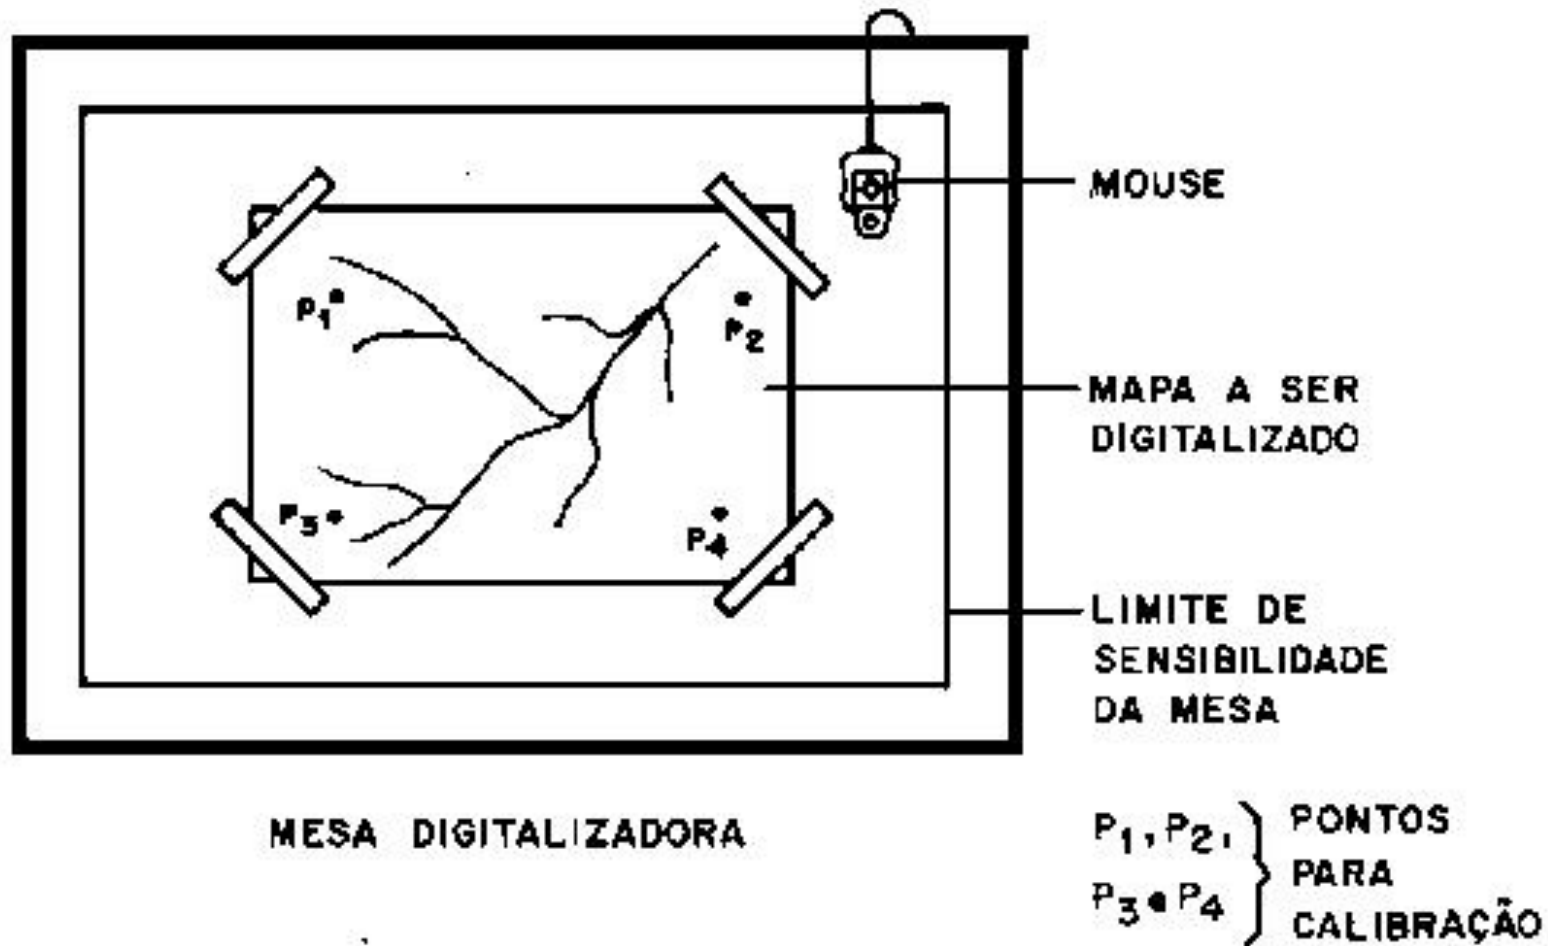 MOUSE
P1
P2
MAPA A SER
DIGITALIZADO
P3
P4
LIMITE DE
SENSIBILIDADE
DA MESA
MESA DIGITALIZADORA
P1, P2, } PONTOS
PARA
P3 e P4 CALIBRAÇÃO